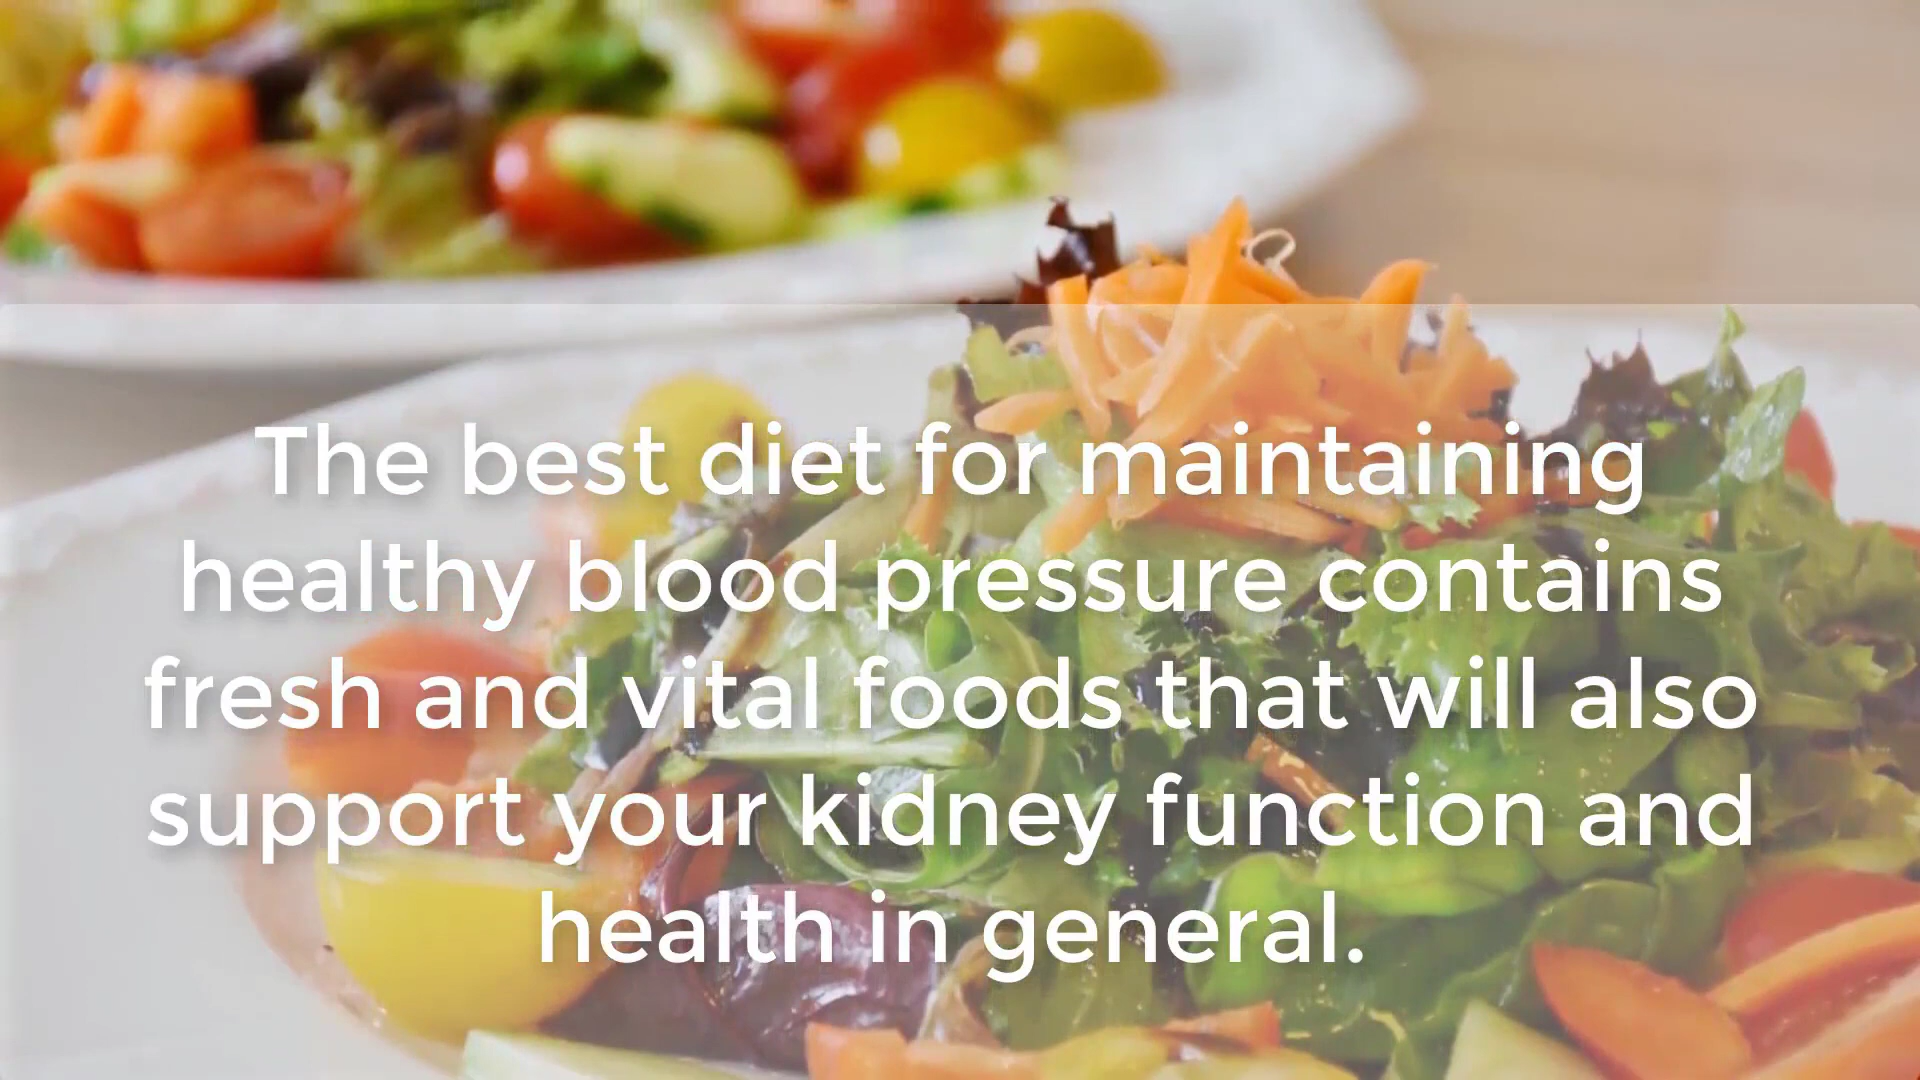 The best diet for maintaining
healthy blood pressure contains
fresh and vital foods that will also
support your kidney function and
health in general.